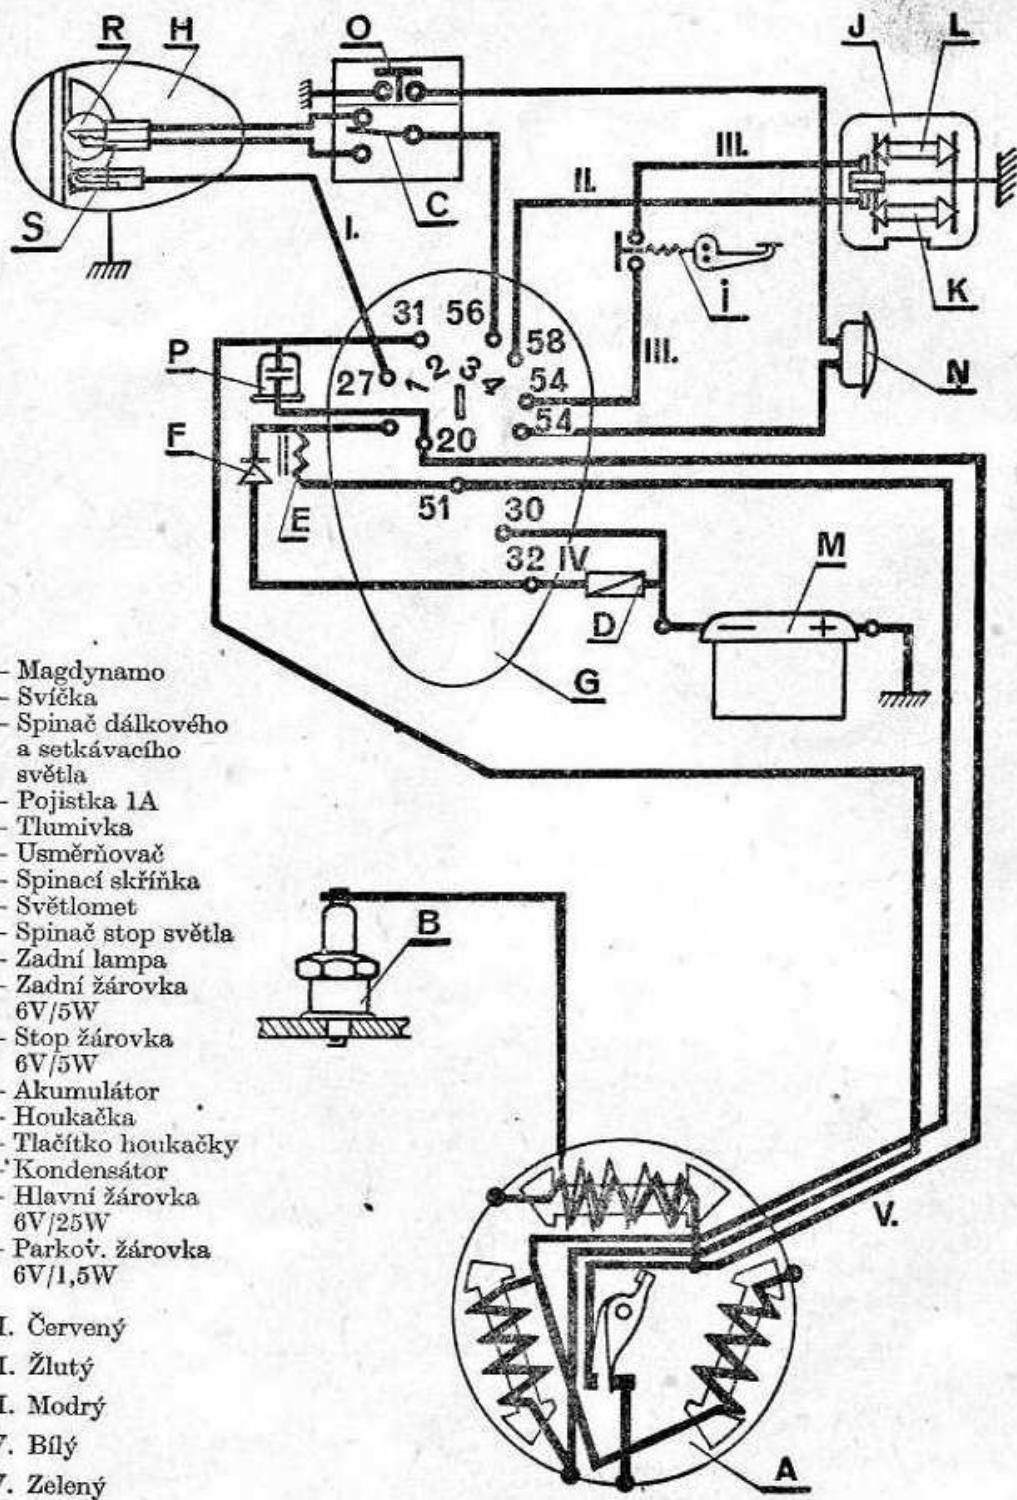 R H O J L
III.
II.
S I. C
i K
31 56
58
P III. N
27 1 2 3 4 54
54
F 20
E 51 30
M
32 IV
D
G
– Magdynamo
– Svíčka
– Spinač dálkového
a setkávacího
světla
– Pojistka 1A
– Tlumivka
– Usměrňovač
– Spinací skříňka
– Světlomet
– Spinač stop světla
– Zadní lampa
– Zadní žárovka
6V/5W
– Stop žárovka
6V/5W
– Akumulátor
– Houkačka
– Tlačítko houkačky
– Kondensátor
– Hlavní žárovka
6V/25W
– Parkov. žárovka
6V/1,5W
I. Červený
I. Žlutý
I. Modrý
V. Bílý
V. Zelený
B
V.
A